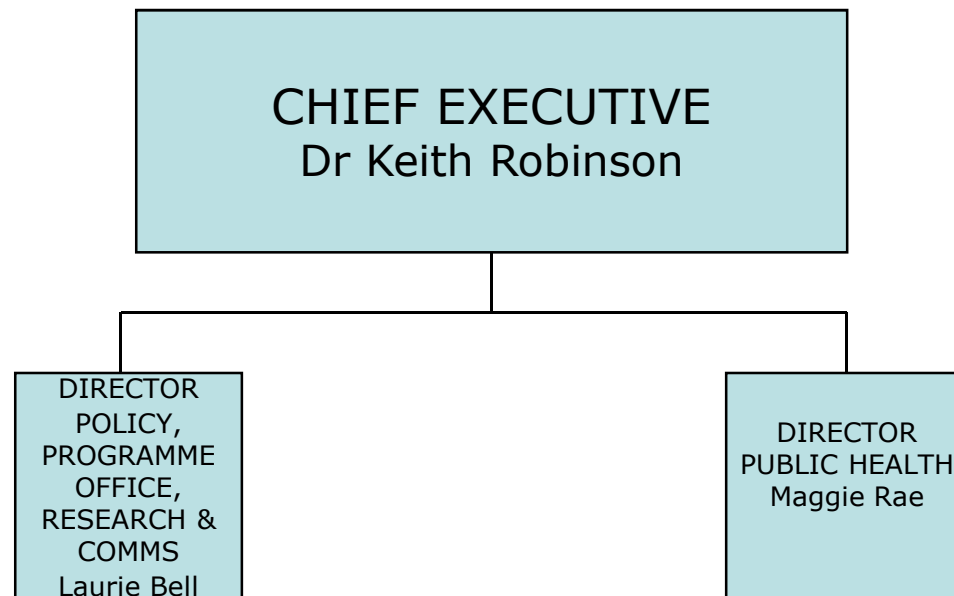 CHIEF EXECUTIVE
Dr Keith Robinson
DIRECTOR
POLICY,
PROGRAMME
OFFICE,
RESEARCH &
COMMS
Laurie Bell
DIRECTOR
PUBLIC HEALTH
Maggie Rae